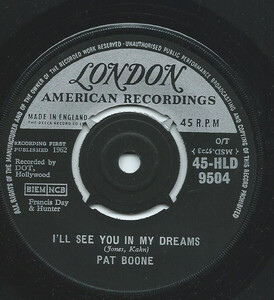 ALL RIGHTS OF THE MANUFACTURER AND OF THE OWNER OF THE RECORDED WORK RESERVED · UNAUTHORISED PUBLIC PERFORMANCE BROADCASTING AND COPYING OF THIS RECORD PROHIBITED
LONDON
AMERICAN RECORDINGS
MADE IN ENGLAND
THE DECCA RECORD CO LTD
45 R.P.M.
RECORDING FIRST
PUBLISHED 1962
Recorded by
DOT,
Hollywood
BIEM NCB
Francis Day
& Hunter
45-HLD
9504
I'LL SEE YOU IN MY DREAMS
(Jones, Kahn)
PAT BOONE